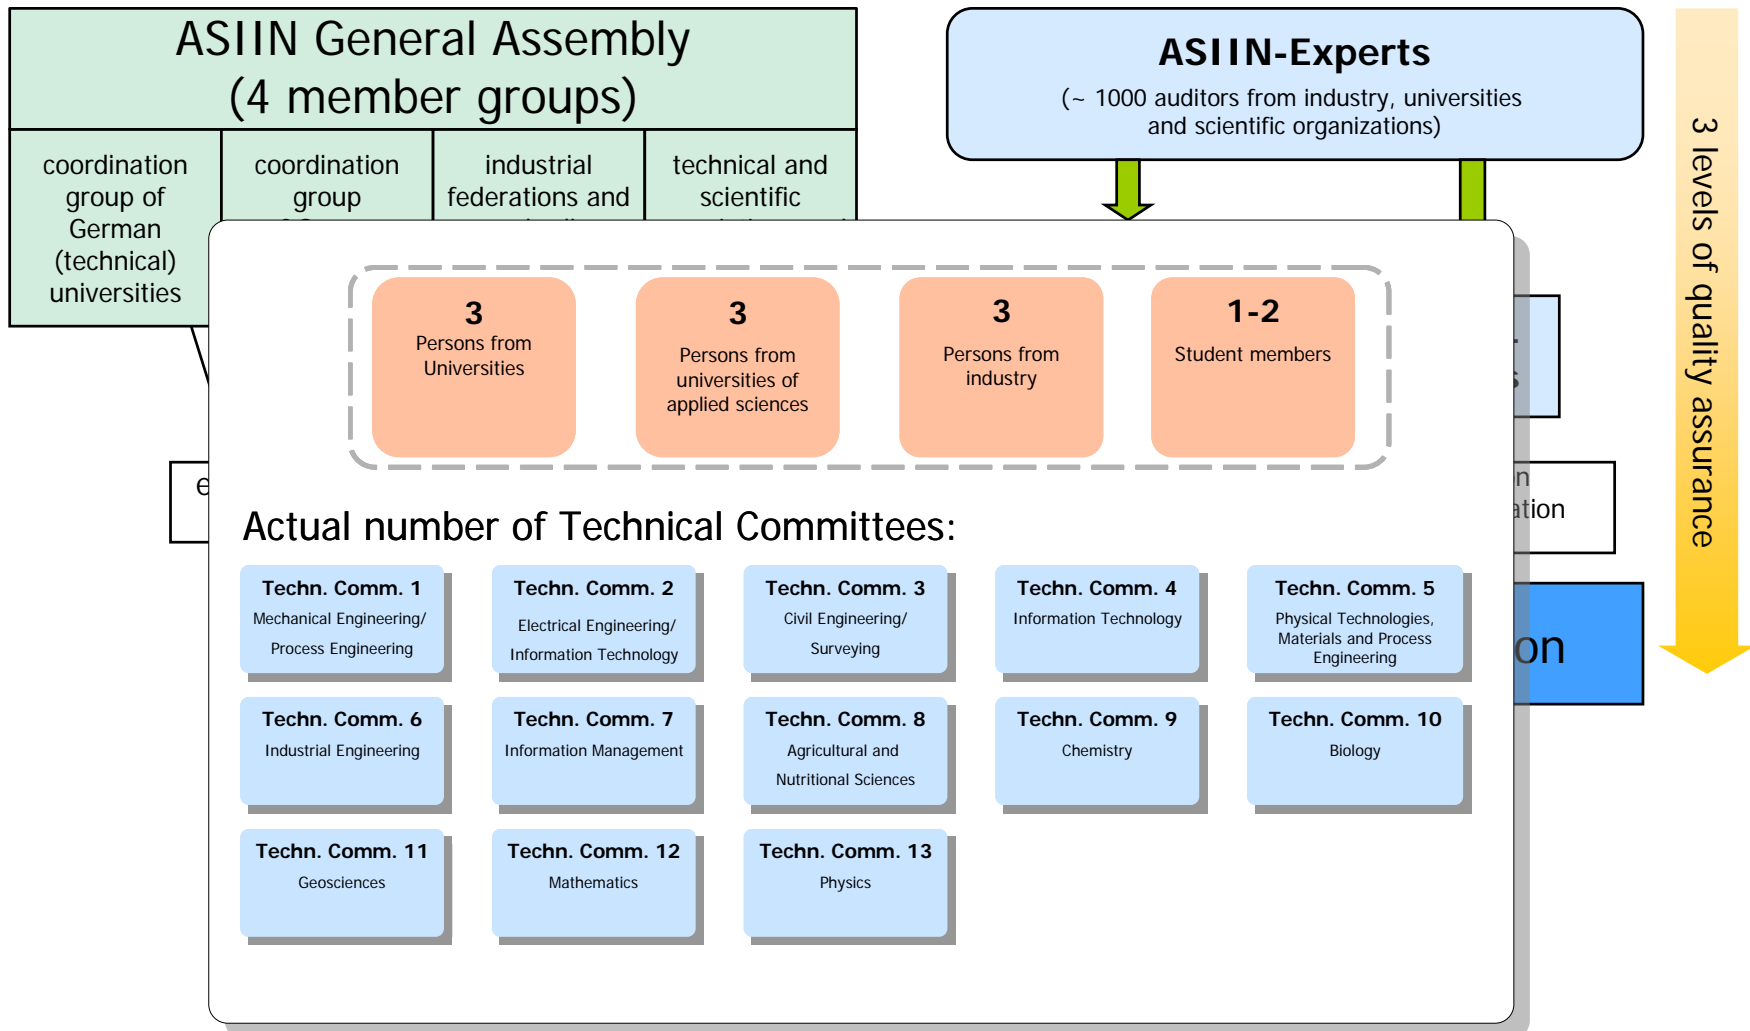 ASIIN General Assembly
(4 member groups)
coordination
group of
German
(technical)
universities
coordination
group
industrial
federations and
technical and
scientific
ASIIN-Experts
(~ 1000 auditors from industry, universities
and scientific organizations)
3 levels of quality assurance
3
Persons from
Universities
3
Persons from
universities of
applied sciences
3
Persons from
industry
1-2
Student members
Actual number of Technical Committees:
Techn. Comm. 1
Mechanical Engineering/
Process Engineering
Techn. Comm. 2
Electrical Engineering/
Information Technology
Techn. Comm. 3
Civil Engineering/
Surveying
Techn. Comm. 4
Information Technology
Techn. Comm. 5
Physical Technologies,
Materials and Process
Engineering
Techn. Comm. 6
Industrial Engineering
Techn. Comm. 7
Information Management
Techn. Comm. 8
Agricultural and
Nutritional Sciences
Techn. Comm. 9
Chemistry
Techn. Comm. 10
Biology
Techn. Comm. 11
Geosciences
Techn. Comm. 12
Mathematics
Techn. Comm. 13
Physics